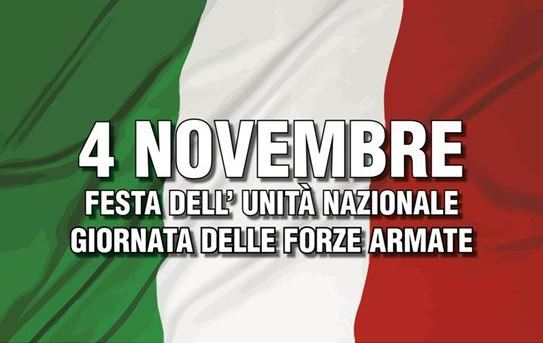 4 NOVEMBRE
FESTA DELL' UNITÀ NAZIONALE
GIORNATA DELLE FORZE ARMATE